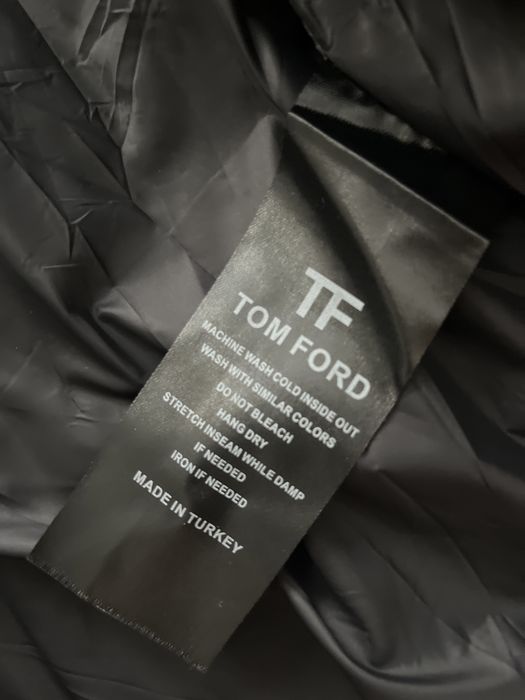 TF
TOM FORD
MACHINE WASH COLD INSIDE OUT
WASH WITH SIMILAR COLORS
DO NOT BLEACH
HANG DRY
STRETCH INSEAM WHILE DAMP
IF NEEDED
IRON IF NEEDED
MADE IN TURKEY